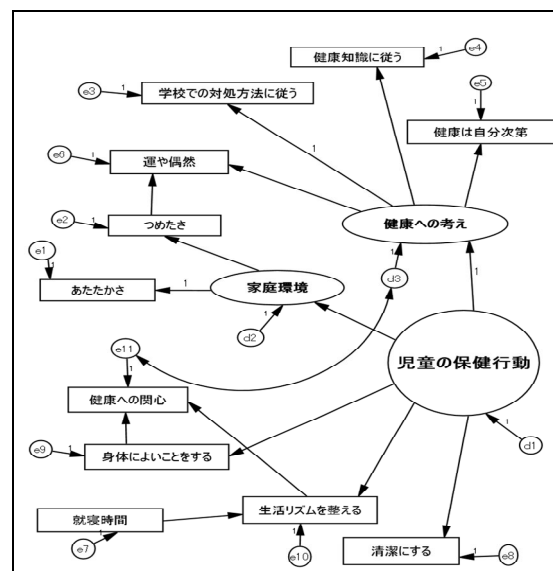 健康知識に従う
1
e4
e3
1
学校での対処方法に従う
e5
1
健康は自分次第
1
e6
1
運や偶然
e2
1
つめたさ
健康への考え
e1
1
あたたかさ
1
家庭環境
1
d3
1
1
d2
児童の保健行動
e11
1
健康への関心
1
d1
e9
1
身体によいことをする
就寝時間
生活リズムを整える
1
e7
1
e10
清潔にする
1
e8